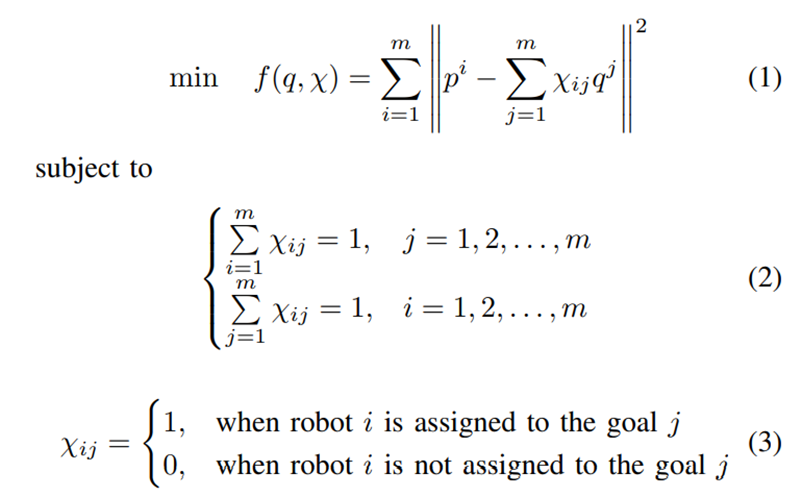 min f(q, χ) = ∑_{i=1}^{m} ‖p^i − ∑_{j=1}^{m} χ_{ij}q^j‖^2 (1)
subject to
{ ∑_{i=1}^{m} χ_{ij} = 1, j = 1, 2, . . . , m
∑_{j=1}^{m} χ_{ij} = 1, i = 1, 2, . . . , m (2)
χ_{ij} = { 1, when robot i is assigned to the goal j
0, when robot i is not assigned to the goal j (3)